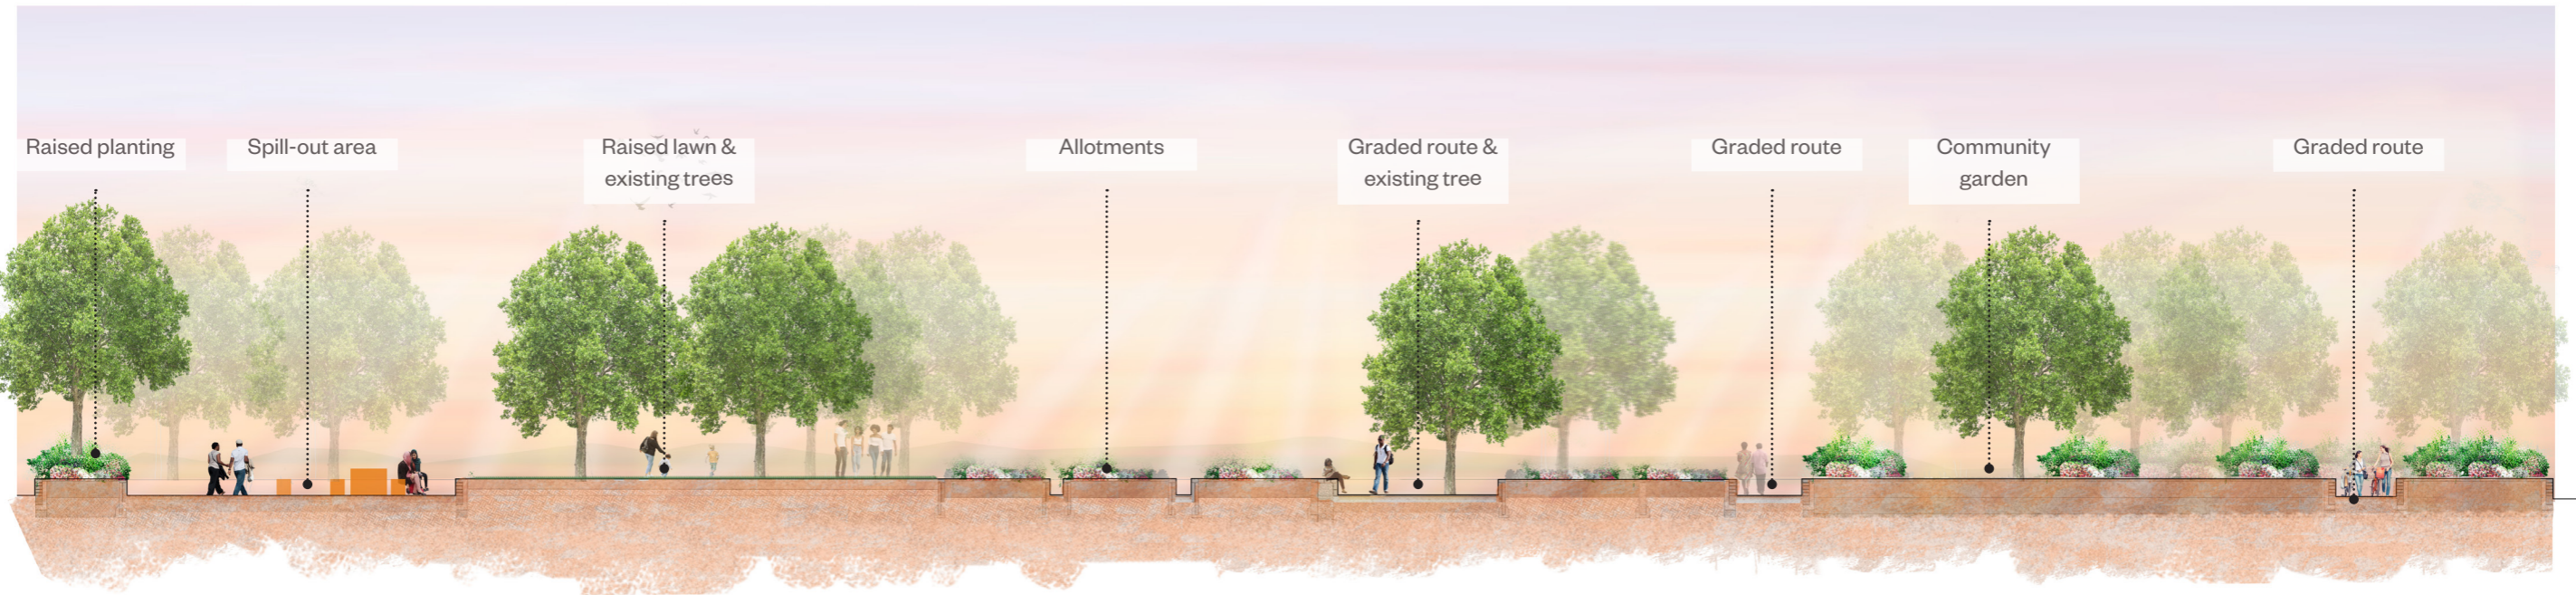 Raised planting
Spill-out area
Raised lawn &
existing trees
Allotments
Graded route &
existing tree
Graded route
Community
garden
Graded route